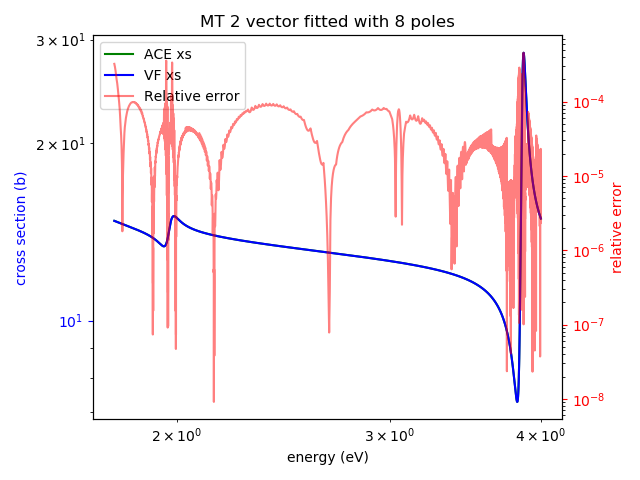 MT 2 vector fitted with 8 poles
ACE xs
VF xs
Relative error
3 × 10¹
2 × 10¹
10¹
cross section (b)
10⁻⁴
10⁻⁵
10⁻⁶
10⁻⁷
10⁻⁸
relative error
2 × 10⁰
3 × 10⁰
4 × 10⁰
energy (eV)